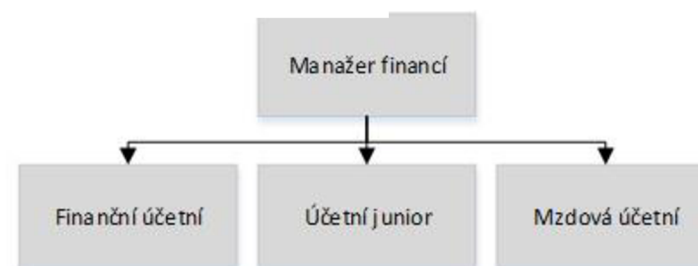 Manažer financí
Finanční účetní
Účetní junior
Mzdová účetní